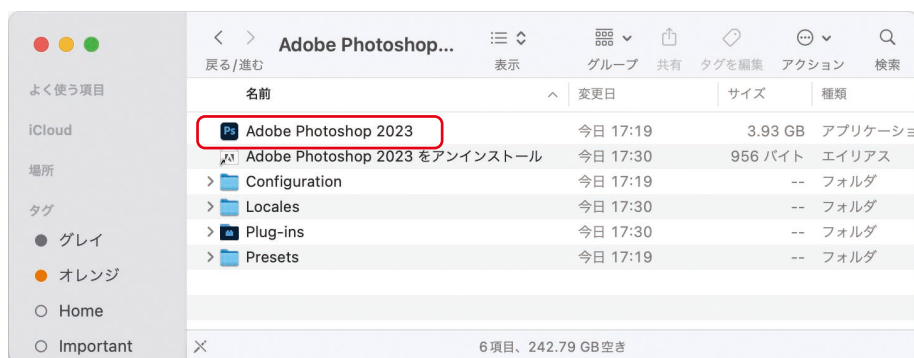 Adobe Photoshop...
戻る/進む 表示 グループ 共有 タグを編集 アクション 検索
よく使う項目
iCloud
場所
タグ
グレイ
オレンジ
Home
Important
名前 変更日 サイズ 種類
Ps Adobe Photoshop 2023 今日 17:19 3.93 GB アプリケーショ
Adobe Photoshop 2023 をアンインストール 今日 17:30 956 バイト エイリアス
Configuration 今日 17:19 -- フォルダ
Locales 今日 17:30 -- フォルダ
Plug-ins 今日 17:30 -- フォルダ
Presets 今日 17:19 -- フォルダ
6項目、242.79 GB空き